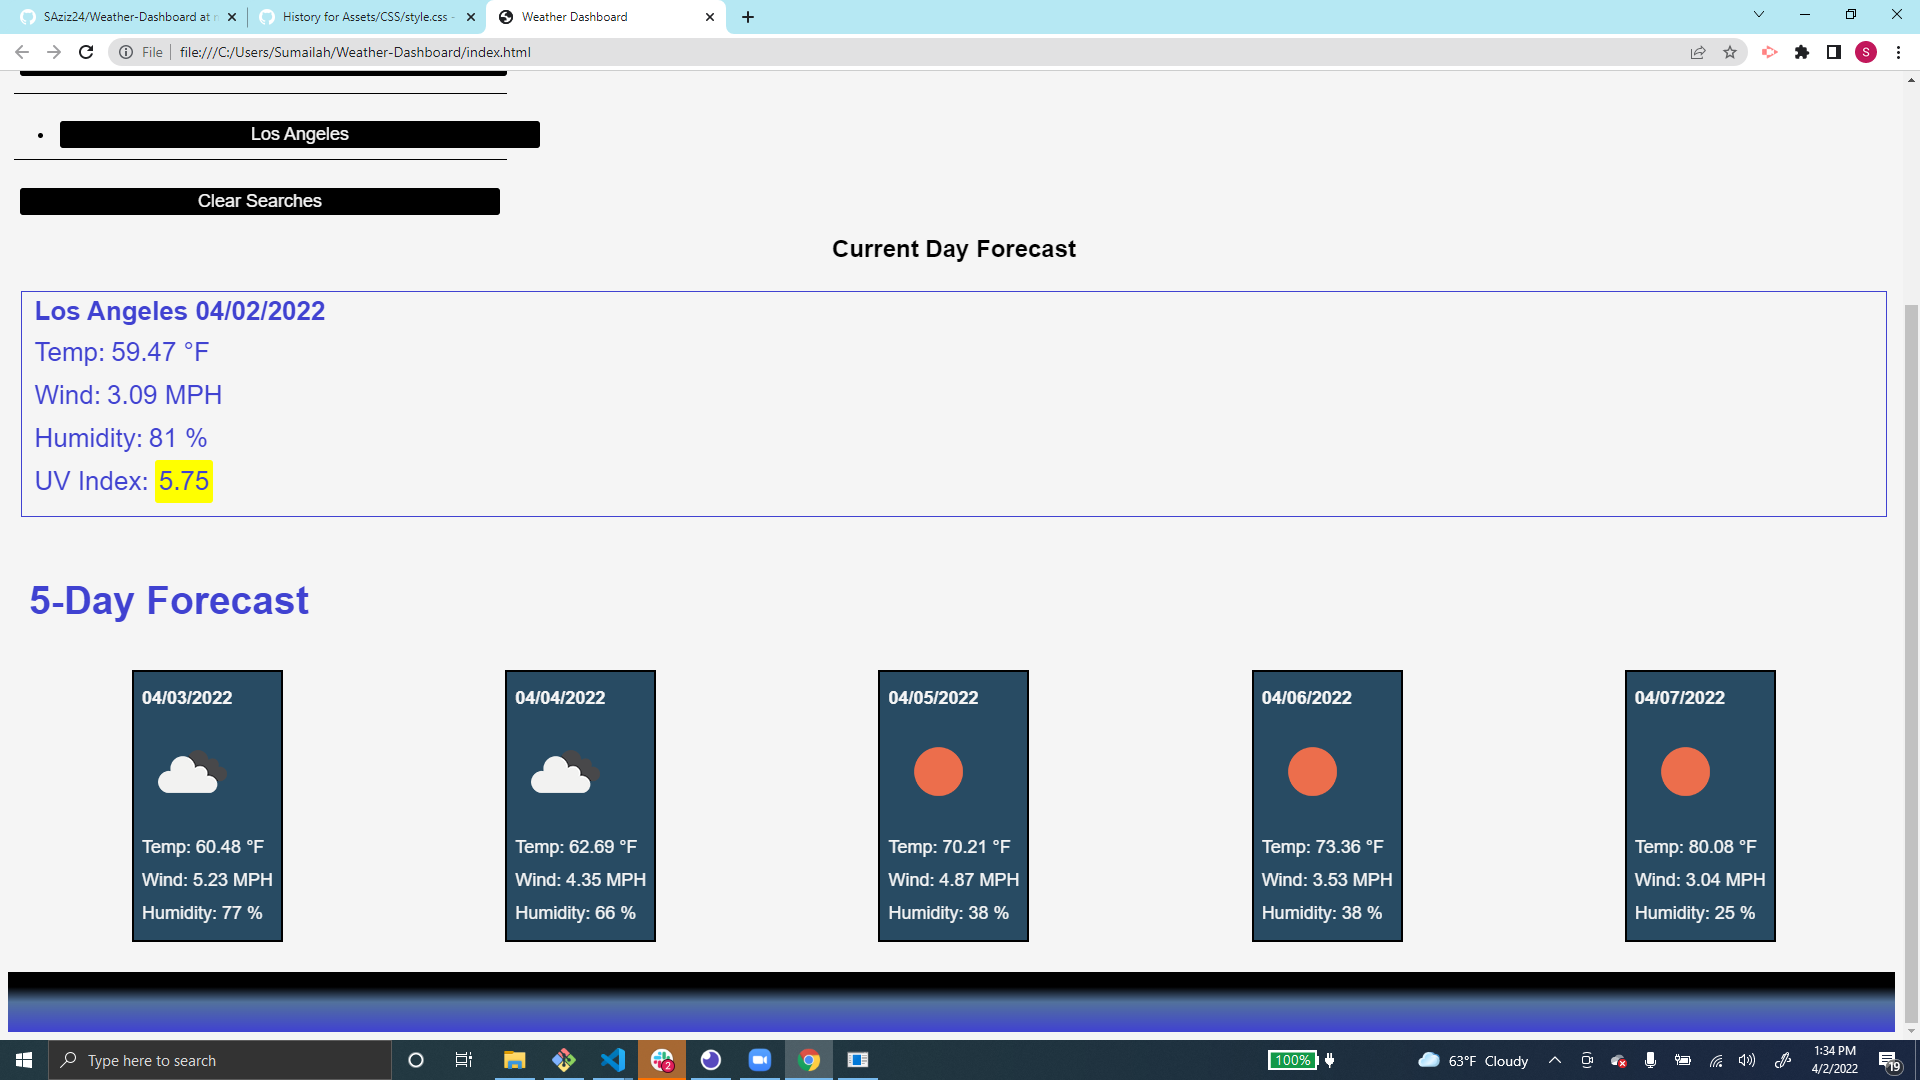 SAziz24/Weather-Dashboard at
History for Assets/CSS/style.css -
Weather Dashboard
File
file:///C:/Users/Sumailah/Weather-Dashboard/index.html
S
Los Angeles
Clear Searches
Current Day Forecast
Los Angeles 04/02/2022
Temp: 59.47 °F
Wind: 3.09 MPH
Humidity: 81 %
UV Index: 5.75
5-Day Forecast
04/03/2022
Temp: 60.48 °F
Wind: 5.23 MPH
Humidity: 77 %
04/04/2022
Temp: 62.69 °F
Wind: 4.35 MPH
Humidity: 66 %
04/05/2022
Temp: 70.21 °F
Wind: 4.87 MPH
Humidity: 38 %
04/06/2022
Temp: 73.36 °F
Wind: 3.53 MPH
Humidity: 38 %
04/07/2022
Temp: 80.08 °F
Wind: 3.04 MPH
Humidity: 25 %
Type here to search
2
100%
63°F Cloudy
1:34 PM
4/2/2022
19